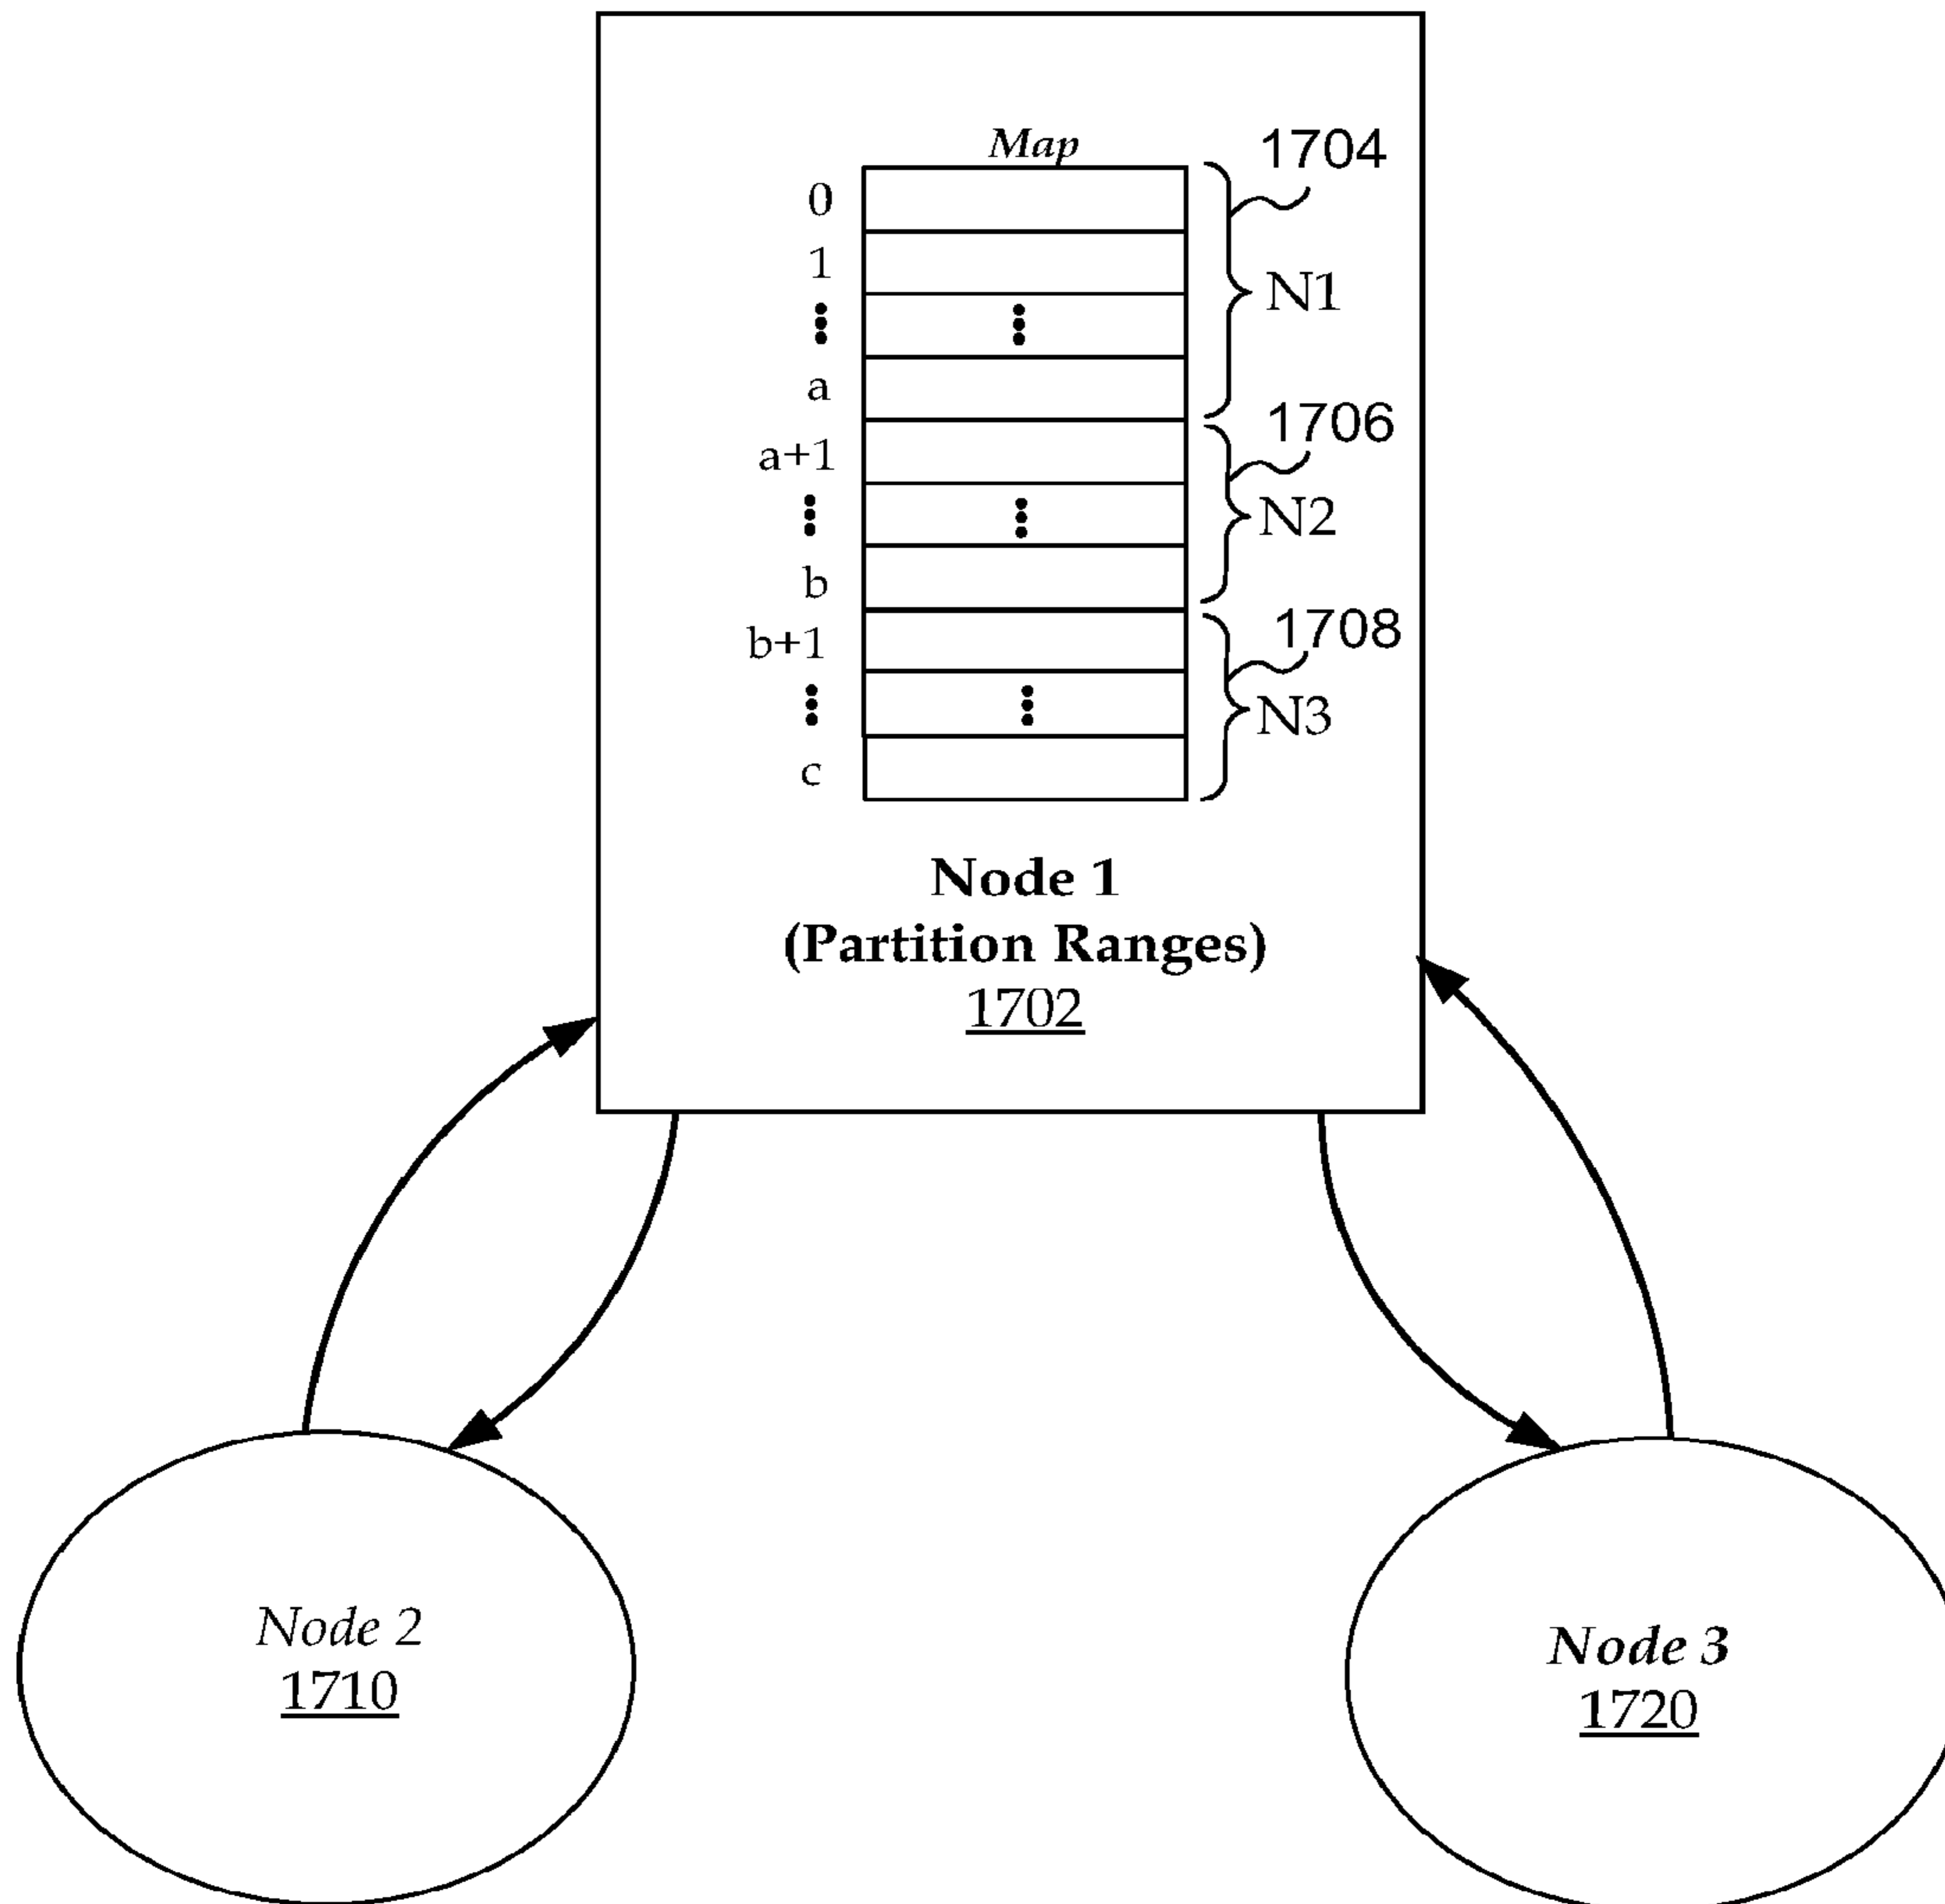 Map
1704
0
1
N1
a
1706
a+1
N2
b
1708
b+1
N3
c
Node 1
(Partition Ranges)
1702
Node 2
1710
Node 3
1720